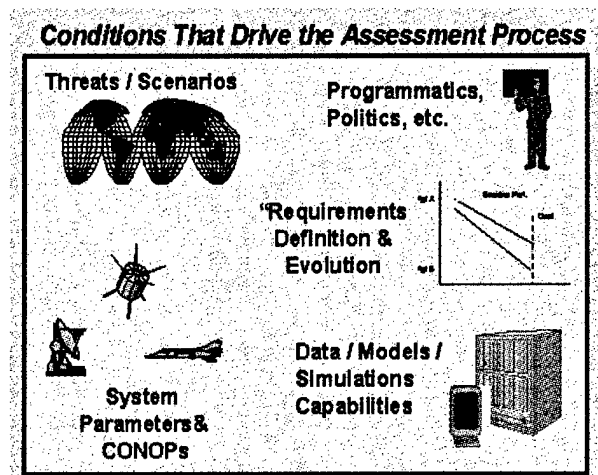 Conditions That Drive the Assessment Process
Threats / Scenarios
Programmatics,
Politics, etc.
"Requirements
Definition &
Evolution
System
Parameters &
CONOPs
Data / Models /
Simulations
Capabilities